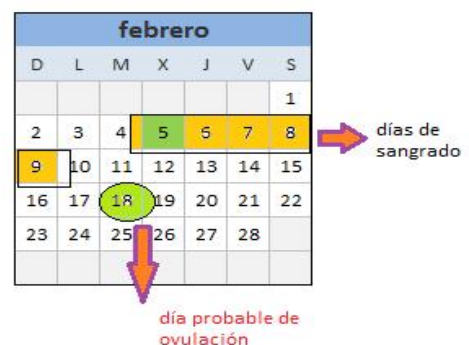 febrero
D L M X J V S
1
2 3 4 5 6 7 8
9 10 11 12 13 14 15
16 17 18 19 20 21 22
23 24 25 26 27 28
días de
sangrado
día probable de
ovulación